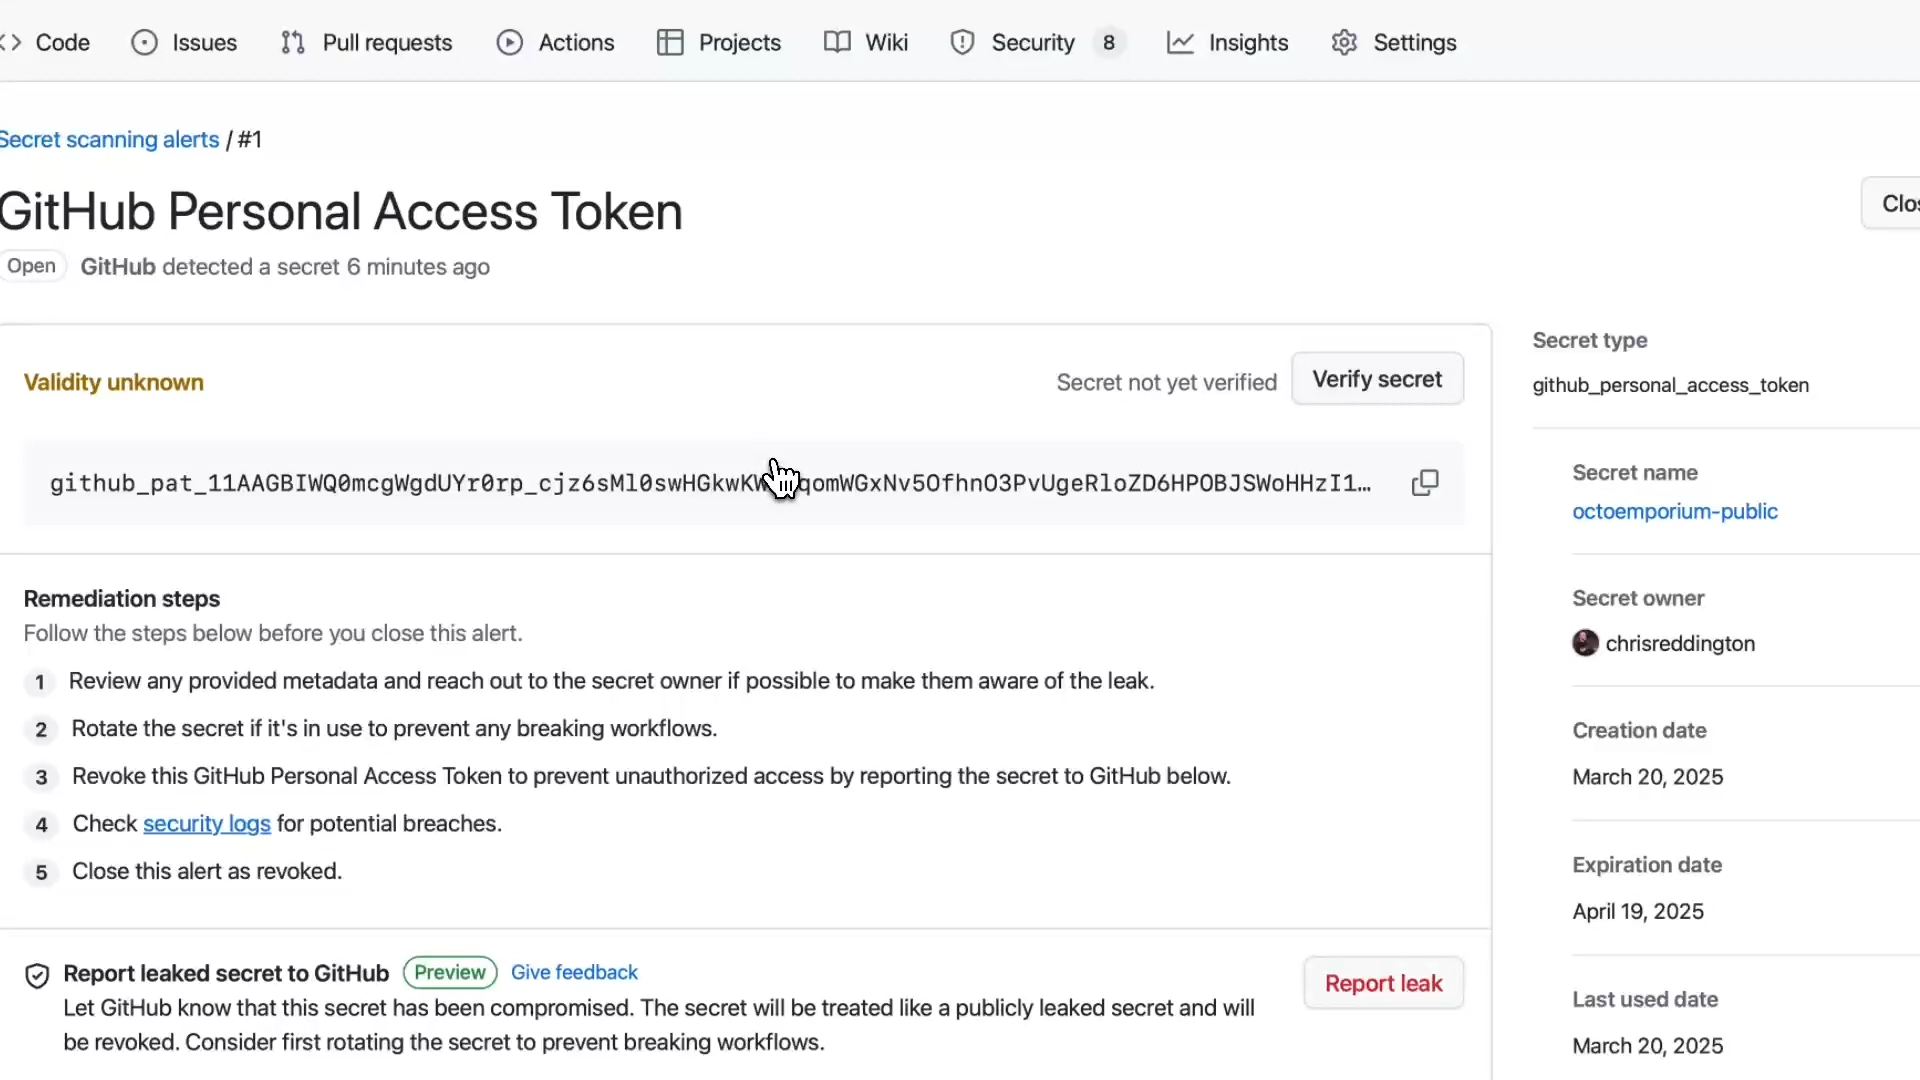 Code Issues Pull requests Actions Projects Wiki Security 8 Insights Settings
Secret scanning alerts / #1
GitHub Personal Access Token
Open GitHub detected a secret 6 minutes ago
Validity unknown
Secret not yet verified Verify secret
Remediation steps
Follow the steps below before you close this alert.
1 Review any provided metadata and reach out to the secret owner if possible to make them aware of the leak.
2 Rotate the secret if it's in use to prevent any breaking workflows.
3 Revoke this GitHub Personal Access Token to prevent unauthorized access by reporting the secret to GitHub below.
4 Check security logs for potential breaches.
5 Close this alert as revoked.
Report leaked secret to GitHub Preview Give feedback
Let GitHub know that this secret has been compromised. The secret will be treated like a publicly leaked secret and will
be revoked. Consider first rotating the secret to prevent breaking workflows.
Report leak
Secret type
github_personal_access_token
Secret name
octoemporium-public
Secret owner
chrisreddington
Creation date
March 20, 2025
Expiration date
April 19, 2025
Last used date
March 20, 2025